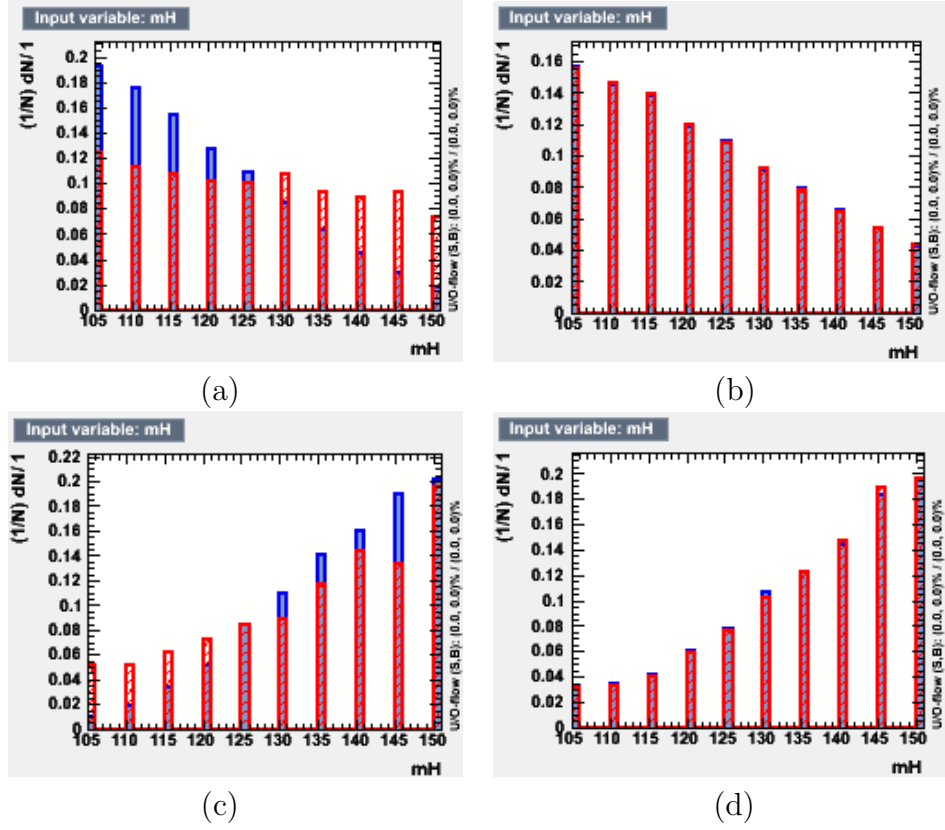 Input variable: mH
(1/N) dN/ 1
0.2
0.18
0.16
0.14
0.12
0.1
0.08
0.06
0.04
0.02
0
105 110 115 120 125 130 135 140 145 150
mH
U/O-flow (S,B): (0.0, 0.0)% / (0.0, 0.0)%
(a)
Input variable: mH
(1/N) dN/ 1
0.16
0.14
0.12
0.1
0.08
0.06
0.04
0.02
0
105 110 115 120 125 130 135 140 145 150
mH
U/O-flow (S,B): (0.0, 0.0)% / (0.0, 0.0)%
(b)
Input variable: mH
(1/N) dN/ 1
0.22
0.2
0.18
0.16
0.14
0.12
0.1
0.08
0.06
0.04
0.02
0
105 110 115 120 125 130 135 140 145 150
mH
U/O-flow (S,B): (0.0, 0.0)% / (0.0, 0.0)%
(c)
Input variable: mH
(1/N) dN/ 1
0.2
0.18
0.16
0.14
0.12
0.1
0.08
0.06
0.04
0.02
0
105 110 115 120 125 130 135 140 145 150
mH
U/O-flow (S,B): (0.0, 0.0)% / (0.0, 0.0)%
(d)